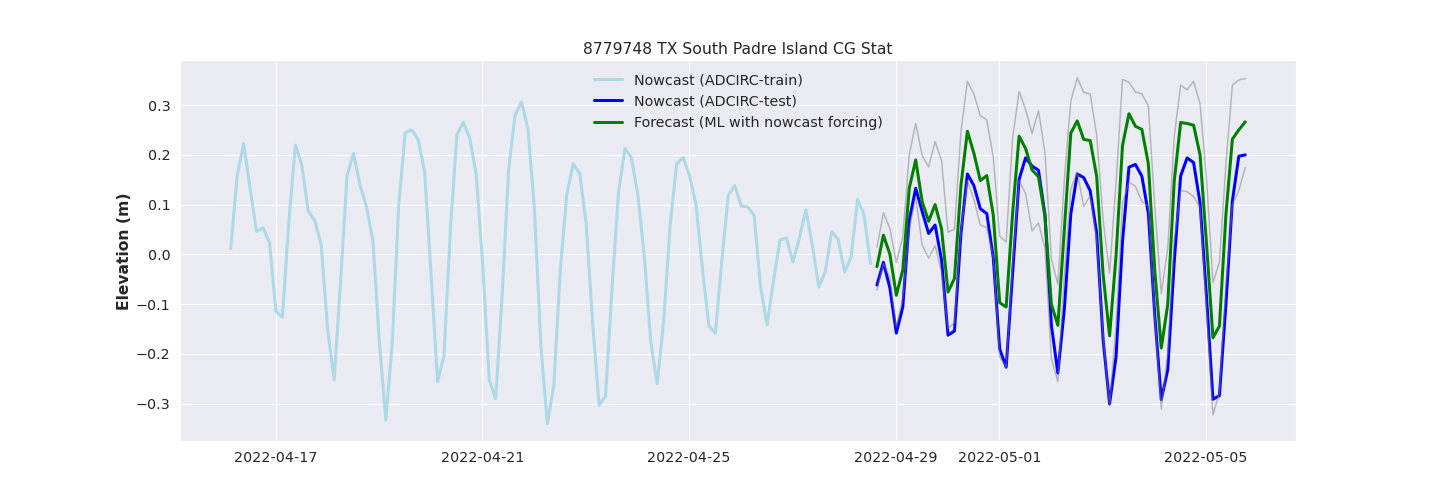 8779748 TX South Padre Island CG Stat
Nowcast (ADCIRC-train)
Nowcast (ADCIRC-test)
Forecast (ML with nowcast forcing)
Elevation (m)
0.3
0.2
0.1
0.0
−0.1
−0.2
−0.3
2022-04-17 2022-04-21 2022-04-25 2022-04-29 2022-05-01 2022-05-05